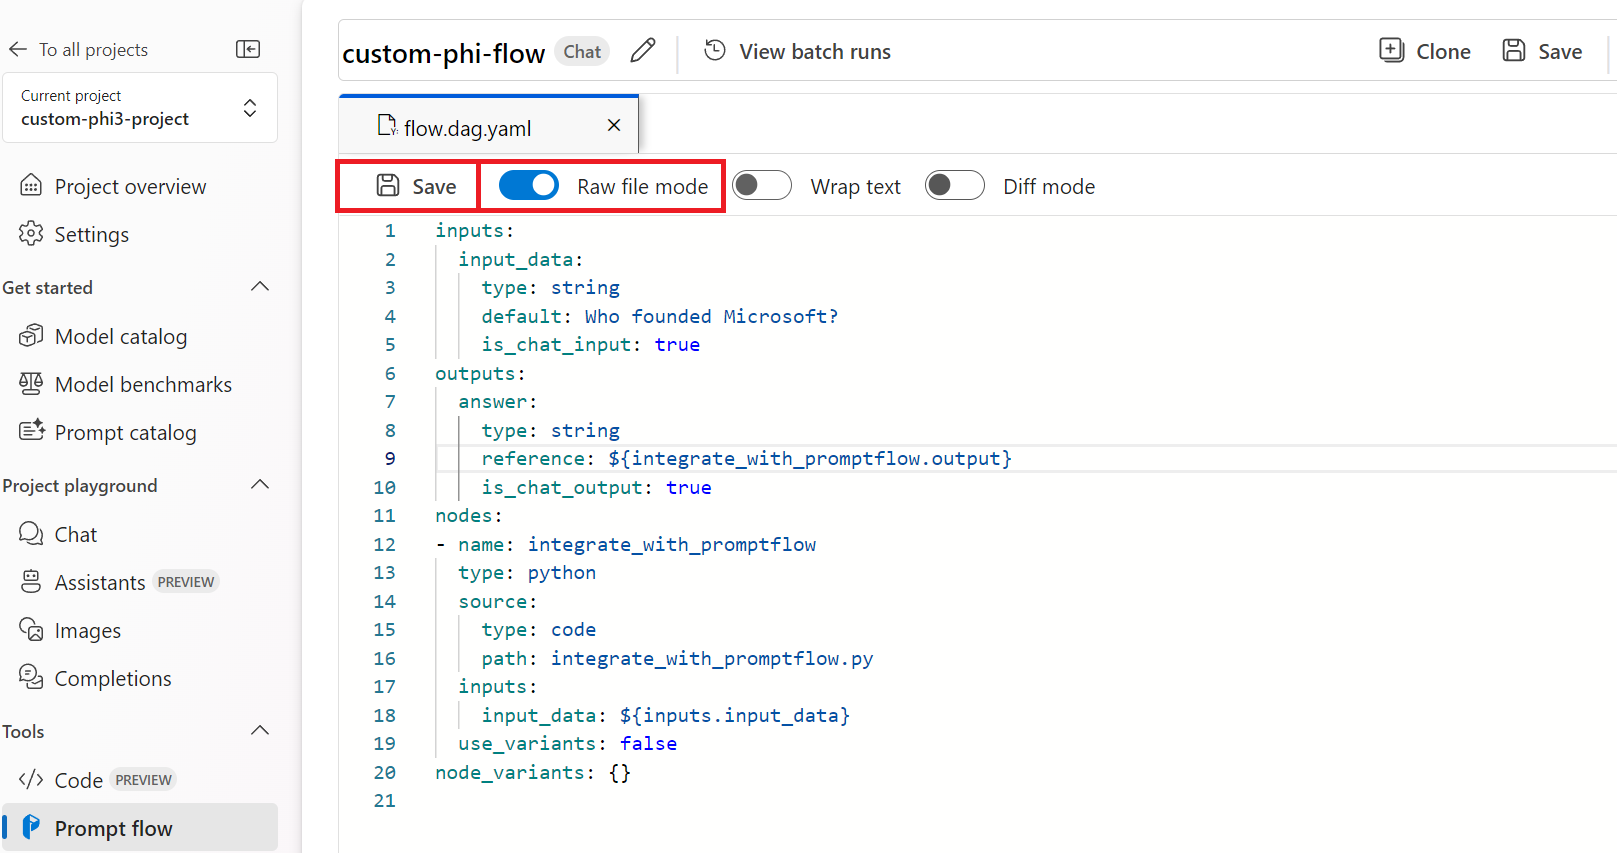 To all projects
Current project
custom-phi3-project
Project overview
Settings
Get started
Model catalog
Model benchmarks
Prompt catalog
Project playground
Chat
Assistants PREVIEW
Images
Completions
Tools
Code PREVIEW
Prompt flow
custom-phi-flow Chat View batch runs Clone Save
flow.dag.yaml
Save Raw file mode Wrap text Diff mode
1 inputs:
2   input_data:
3     type: string
4     default: Who founded Microsoft?
5     is_chat_input: true
6 outputs:
7   answer:
8     type: string
9     reference: ${integrate_with_promptflow.output}
10     is_chat_output: true
11 nodes:
12 - name: integrate_with_promptflow
13   type: python
14   source:
15     type: code
16     path: integrate_with_promptflow.py
17   inputs:
18     input_data: ${inputs.input_data}
19   use_variants: false
20 node_variants: {}
21